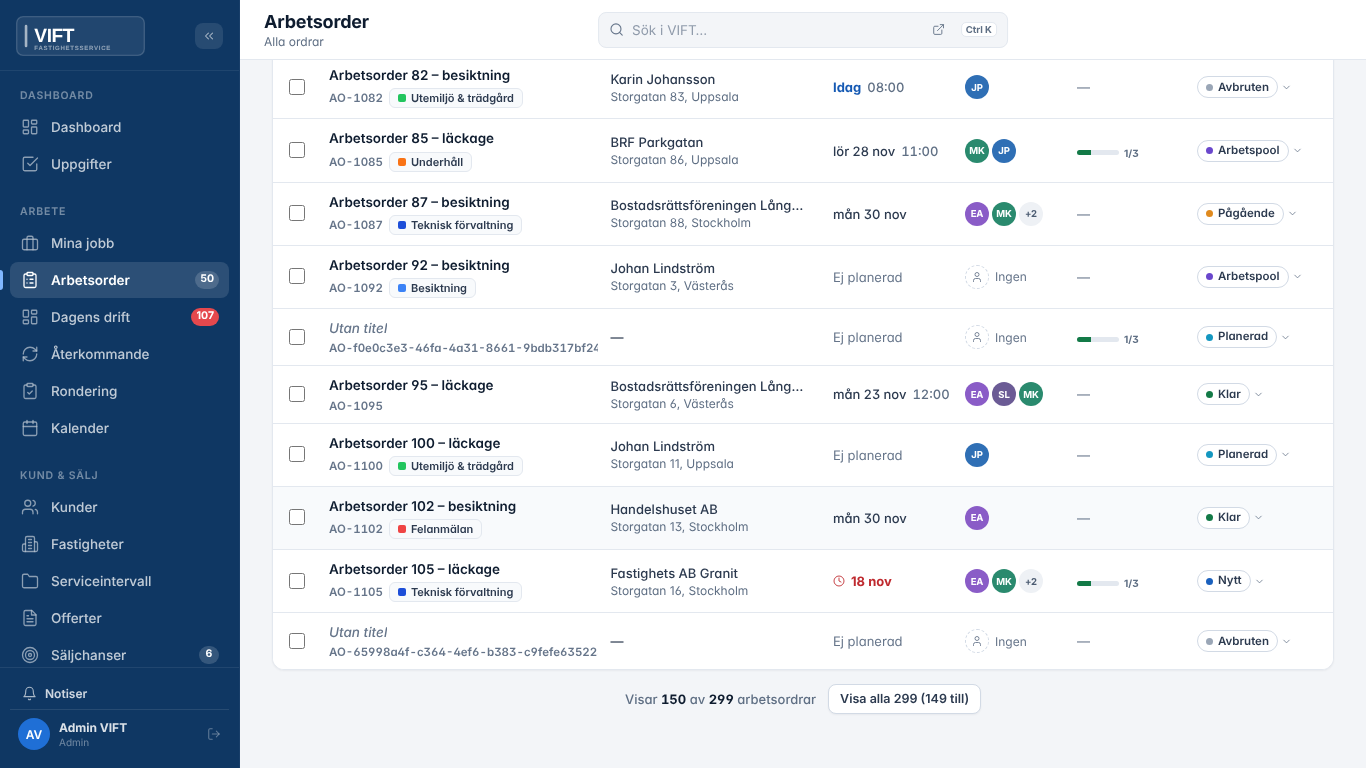 VIFT
FASTIGHETSSERVICE
DASHBOARD
Dashboard
Uppgifter
ARBETE
Mina jobb
Arbetsorder 50
Dagens drift 107
Återkommande
Rondering
Kalender
KUND & SÄLJ
Kunder
Fastigheter
Serviceintervall
Offerter
Säljchanser 6
Notiser
AV Admin VIFT
Admin
Arbetsorder
Alla ordrar
Sök i VIFT... Ctrl K
Arbetsorder 82 – besiktning
AO-1082 Utemiljö & trädgård
Karin Johansson
Storgatan 83, Uppsala
Idag 08:00
JP
—
Avbruten
Arbetsorder 85 – läckage
AO-1085 Underhåll
BRF Parkgatan
Storgatan 86, Uppsala
lör 28 nov 11:00
MK JP
1/3
Arbetspool
Arbetsorder 87 – besiktning
AO-1087 Teknisk förvaltning
Bostadsrättsföreningen Lång...
Storgatan 88, Stockholm
mån 30 nov
EA MK +2
—
Pågående
Arbetsorder 92 – besiktning
AO-1092 Besiktning
Johan Lindström
Storgatan 3, Västerås
Ej planerad
Ingen
—
Arbetspool
Utan titel
AO-f0e0c3e3-46fa-4a31-8661-9bdb317bf24
—
Ej planerad
Ingen
1/3
Planerad
Arbetsorder 95 – läckage
AO-1095
Bostadsrättsföreningen Lång...
Storgatan 6, Västerås
mån 23 nov 12:00
EA SL MK
—
Klar
Arbetsorder 100 – läckage
AO-1100 Utemiljö & trädgård
Johan Lindström
Storgatan 11, Uppsala
Ej planerad
JP
—
Planerad
Arbetsorder 102 – besiktning
AO-1102 Felanmälan
Handelshuset AB
Storgatan 13, Stockholm
mån 30 nov
EA
—
Klar
Arbetsorder 105 – läckage
AO-1105 Teknisk förvaltning
Fastighets AB Granit
Storgatan 16, Stockholm
18 nov
EA MK +2
1/3
Nytt
Utan titel
AO-65998a4f-c364-4ef6-b383-c9fefe63522
—
Ej planerad
Ingen
—
Avbruten
Visar 150 av 299 arbetsordrar Visa alla 299 (149 till)